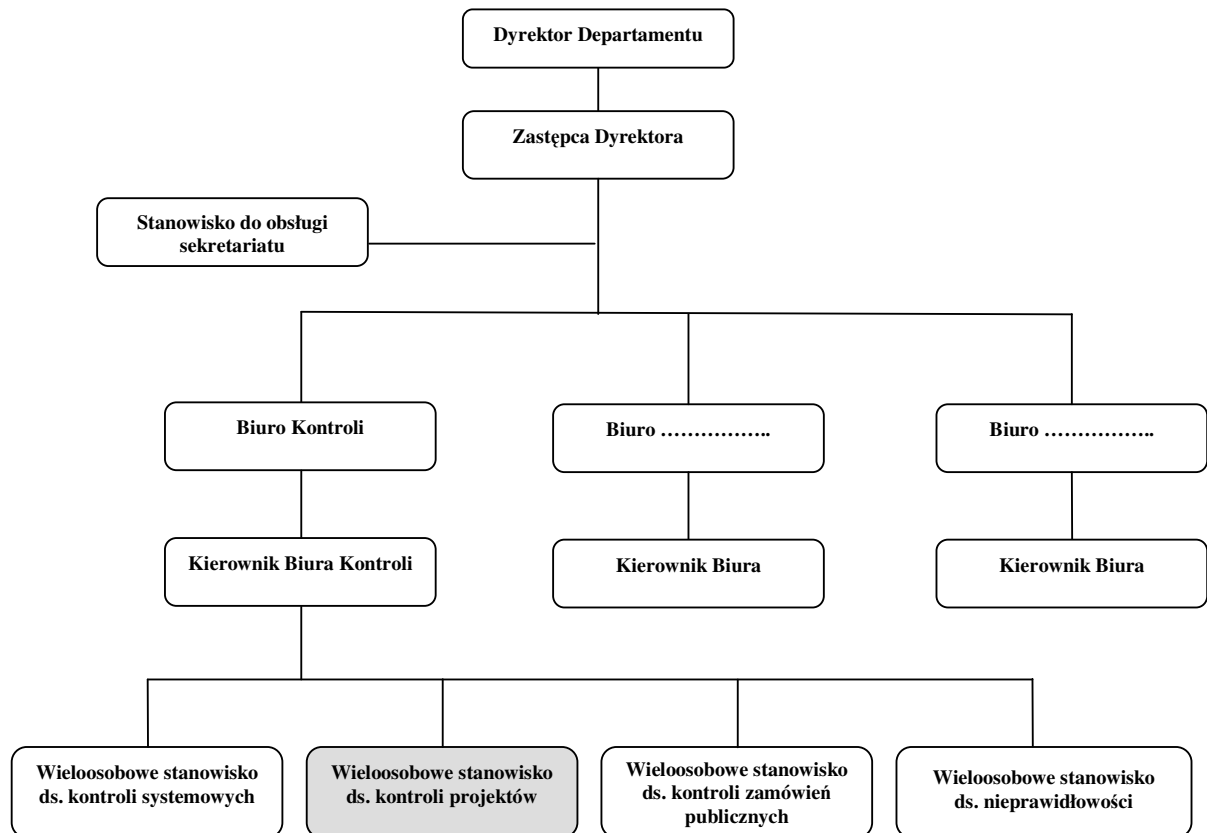 Dyrektor Departamentu
Zastępca Dyrektora
Stanowisko do obsługi
sekretariatu
Biuro Kontroli
Biuro ……………..
Biuro ……………..
Kierownik Biura Kontroli
Kierownik Biura
Kierownik Biura
Wieloosobowe stanowisko
ds. kontroli systemowych
Wieloosobowe stanowisko
ds. kontroli projektów
Wieloosobowe stanowisko
ds. kontroli zamówień
publicznych
Wieloosobowe stanowisko
ds. nieprawidłowości